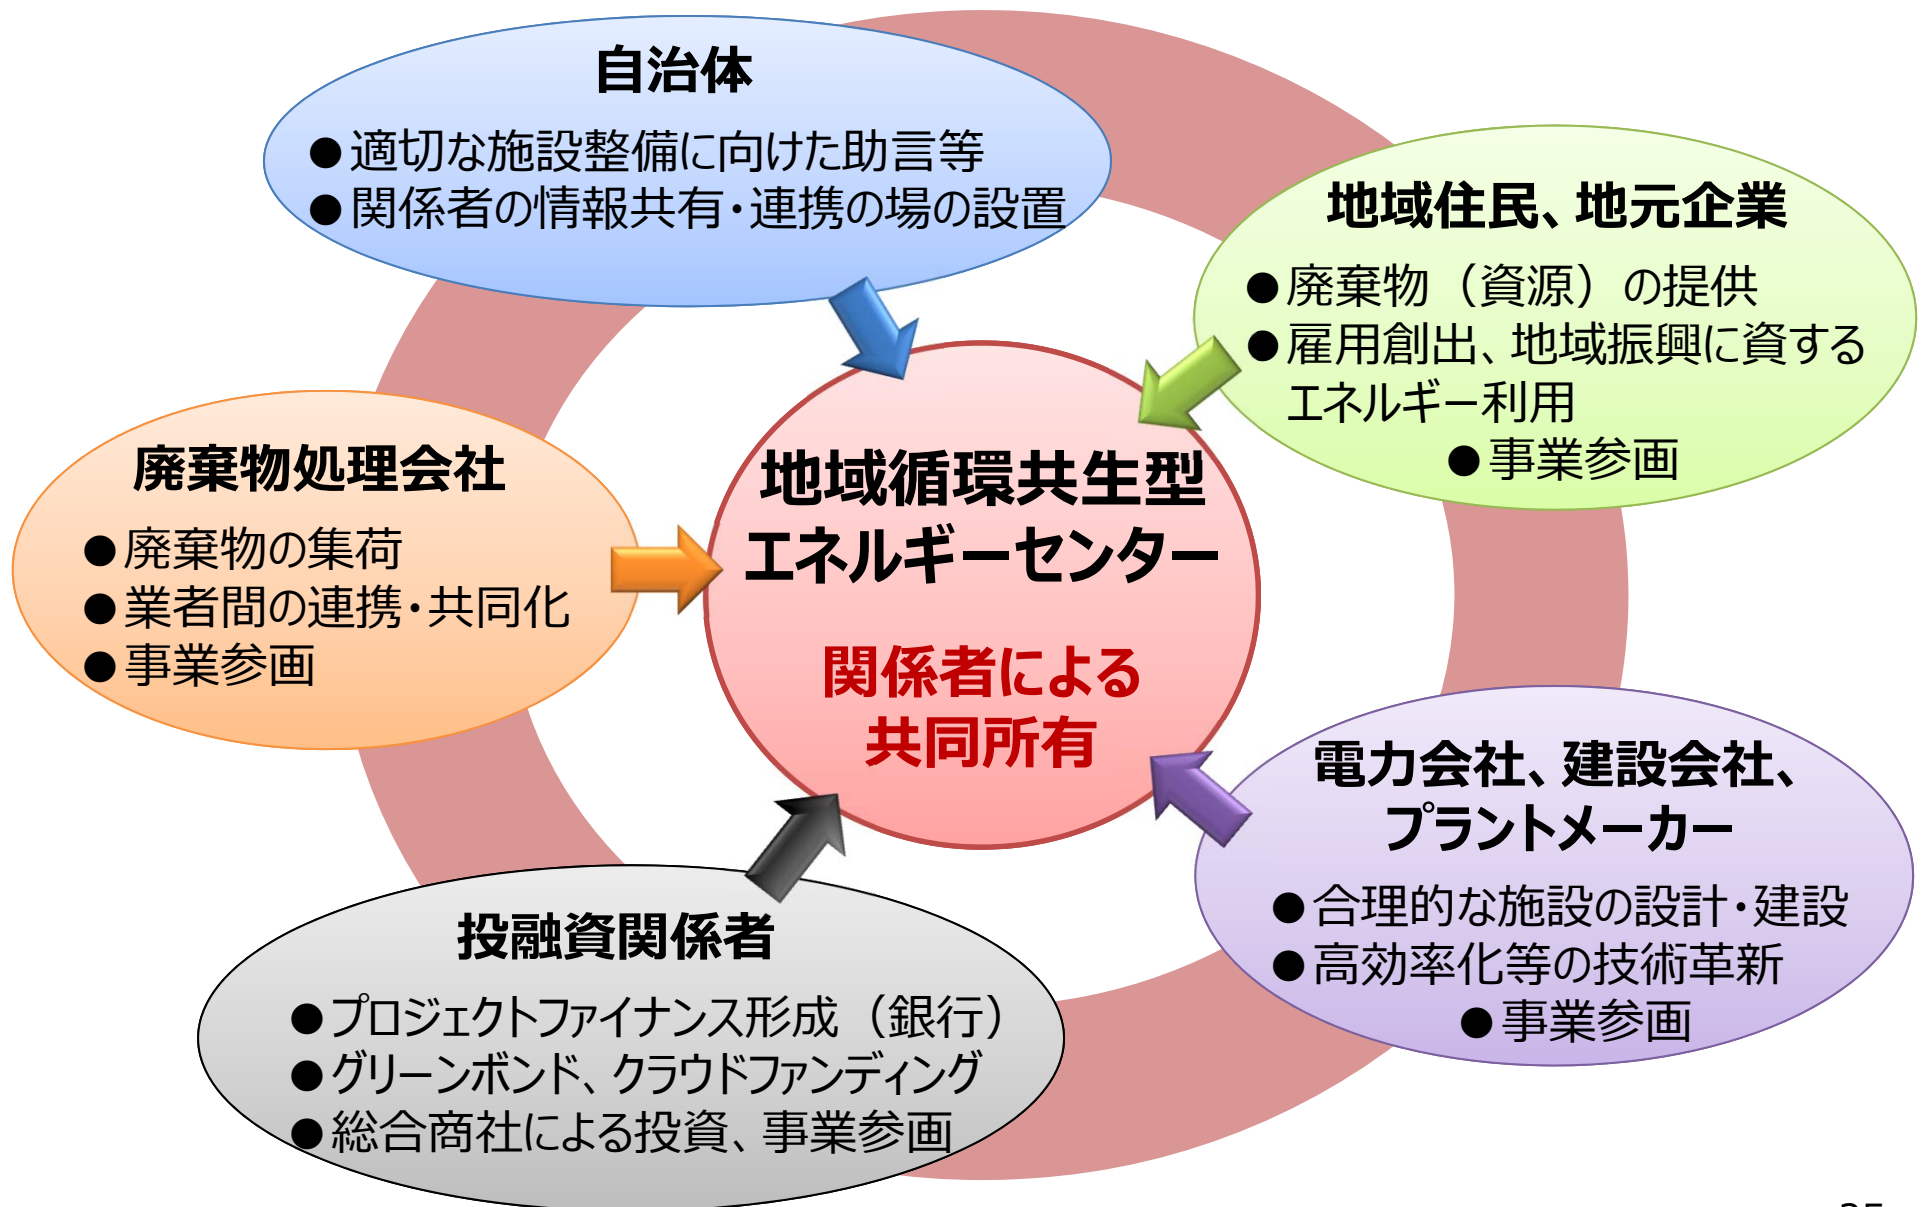 自治体
●適切な施設整備に向けた助言等
●関係者の情報共有・連携の場の設置
地域住民、地元企業
●廃棄物（資源）の提供
●雇用創出、地域振興に資する
エネルギー利用
●事業参画
廃棄物処理会社
●廃棄物の集荷
●業者間の連携・共同化
●事業参画
地域循環共生型
エネルギーセンター
関係者による
共同所有
電力会社、建設会社、
プラントメーカー
●合理的な施設の設計・建設
●高効率化等の技術革新
●事業参画
投融資関係者
●プロジェクトファイナンス形成（銀行）
●グリーンボンド、クラウドファンディング
●総合商社による投資、事業参画